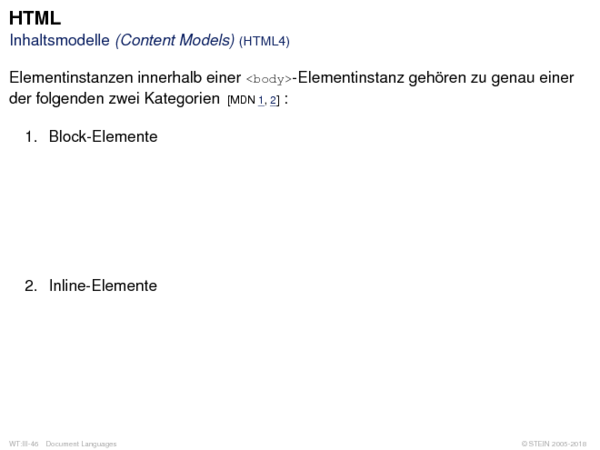 HTML
Inhaltsmodelle (Content Models) (HTML4)
Elementinstanzen innerhalb einer <body>-Elementinstanz gehören zu genau einer
der folgenden zwei Kategorien [MDN 1, 2] :
1. Block-Elemente
2. Inline-Elemente
WT:III-46 Document Languages © STEIN 2005-2018